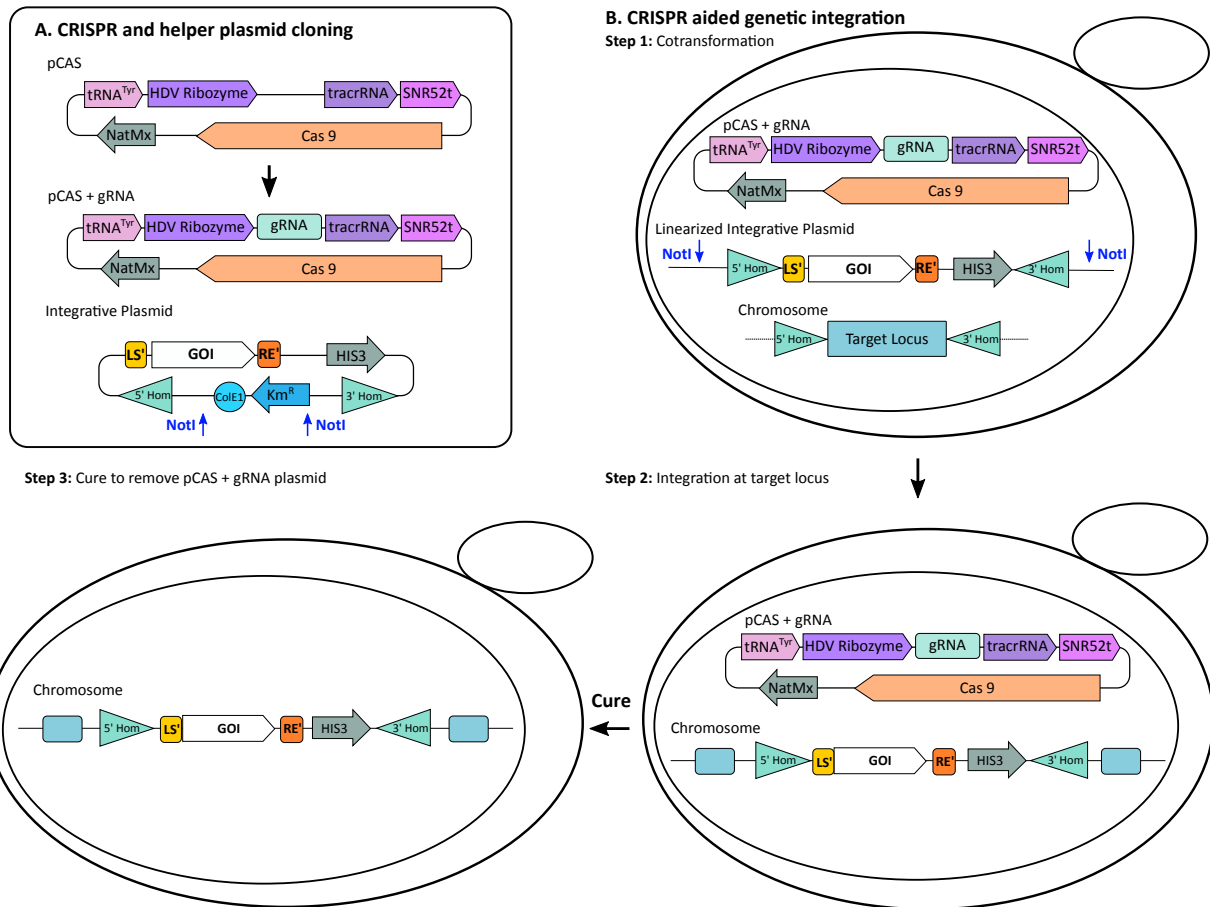 A. CRISPR and helper plasmid cloning
pCAS
tRNATyr HDV Ribozyme tracrRNA SNR52t
NatMx Cas 9
pCAS + gRNA
tRNATyr HDV Ribozyme gRNA tracrRNA SNR52t
NatMx Cas 9
Integrative Plasmid
LS' GOI RE' HIS3
5' Hom ColE1 KmR 3' Hom
NotI NotI
B. CRISPR aided genetic integration
Step 1: Cotransformation
pCAS + gRNA
tRNATyr HDV Ribozyme gRNA tracrRNA SNR52t
NatMx Cas 9
Linearized Integrative Plasmid
NotI NotI
5' Hom LS' GOI RE' HIS3 3' Hom
Chromosome
5' Hom Target Locus 3' Hom
Step 2: Integration at target locus
pCAS + gRNA
tRNATyr HDV Ribozyme gRNA tracrRNA SNR52t
NatMx Cas 9
Chromosome
5' Hom LS' GOI RE' HIS3 3' Hom
Cure
Step 3: Cure to remove pCAS + gRNA plasmid
Chromosome
5' Hom LS' GOI RE' HIS3 3' Hom